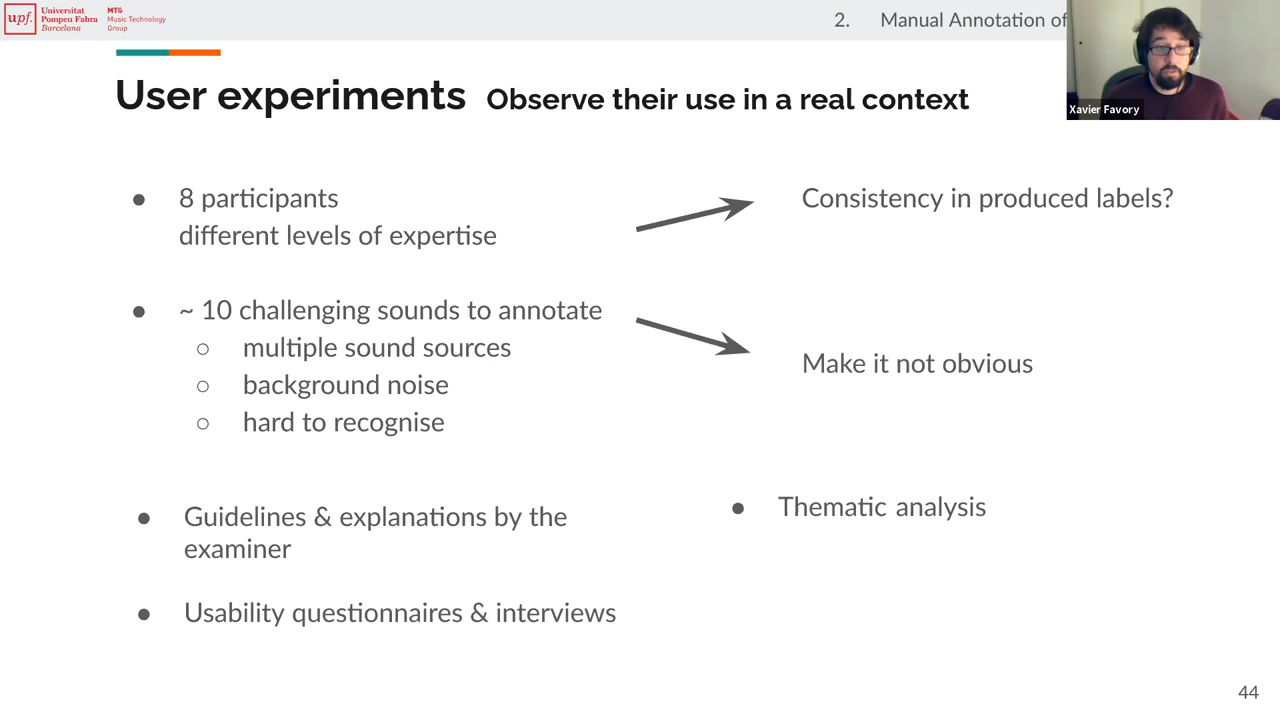 upf.
Universitat
Pompeu Fabra
Barcelona
MTG
Music Technology
Group
2. Manual Annotation of
Xavier Favory
User experiments Observe their use in a real context
● 8 participants
different levels of expertise
Consistency in produced labels?
● ~ 10 challenging sounds to annotate
○ multiple sound sources
○ background noise
○ hard to recognise
Make it not obvious
● Guidelines & explanations by the
examiner
● Usability questionnaires & interviews
● Thematic analysis
44